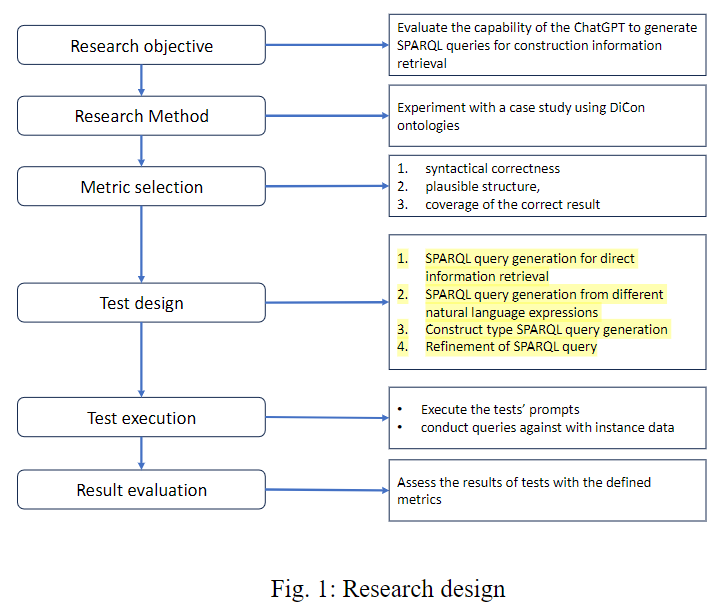 Research objective
Evaluate the capability of the ChatGPT to generate
SPARQL queries for construction information
retrieval
Research Method
Experiment with a case study using DiCon
ontologies
Metric selection
1. syntactical correctness
2. plausible structure,
3. coverage of the correct result
Test design
1. SPARQL query generation for direct
information retrieval
2. SPARQL query generation from different
natural language expressions
3. Construct type SPARQL query generation
4. Refinement of SPARQL query
Test execution
• Execute the tests’ prompts
• conduct queries against with instance data
Result evaluation
Assess the results of tests with the defined
metrics
Fig. 1: Research design